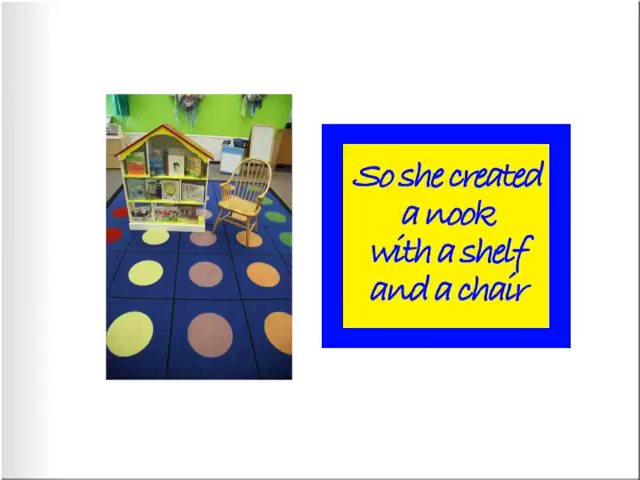 So she created
a nook
with a shelf
and a chair